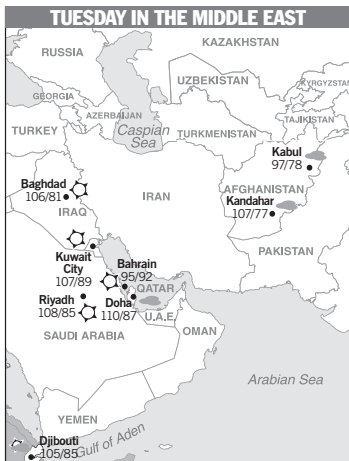 TUESDAY IN THE MIDDLE EAST
RUSSIA
KAZAKHSTAN
UZBEKISTAN
KYRGYZSTAN
GEORGIA
AZERBAIJAN
TAJIKISTAN
TURKEY
Caspian
Sea
TURKMENISTAN
Kabul
97/78
Baghdad
106/81
IRAQ
IRAN
AFGHANISTAN
Kandahar
107/77
PAKISTAN
Kuwait
City
107/89
Bahrain
95/92
QATAR
Riyadh
108/85
Doha
110/87
U.A.E.
SAUDI ARABIA
OMAN
Arabian Sea
YEMEN
Djibouti
105/85
Gulf of Aden